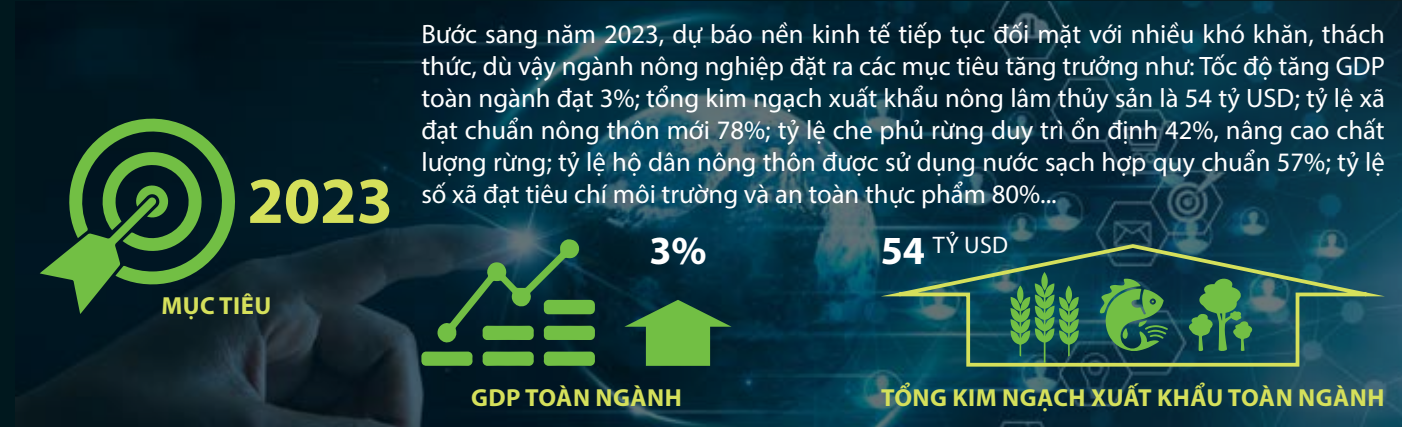 Bước sang năm 2023, dự báo nền kinh tế tiếp tục đối mặt với nhiều khó khăn, thách
thức, dù vậy ngành nông nghiệp đặt ra các mục tiêu tăng trưởng như: Tốc độ tăng GDP
toàn ngành đạt 3%; tổng kim ngạch xuất khẩu nông lâm thủy sản là 54 tỷ USD; tỷ lệ xã
đạt chuẩn nông thôn mới 78%; tỷ lệ che phủ rừng duy trì ổn định 42%, nâng cao chất
lượng rừng; tỷ lệ hộ dân nông thôn được sử dụng nước sạch hợp quy chuẩn 57%; tỷ lệ
số xã đạt tiêu chí môi trường và an toàn thực phẩm 80%...
2023
MỤC TIÊU
3%
GDP TOÀN NGÀNH
54 TỶ USD
TỔNG KIM NGẠCH XUẤT KHẨU TOÀN NGÀNH